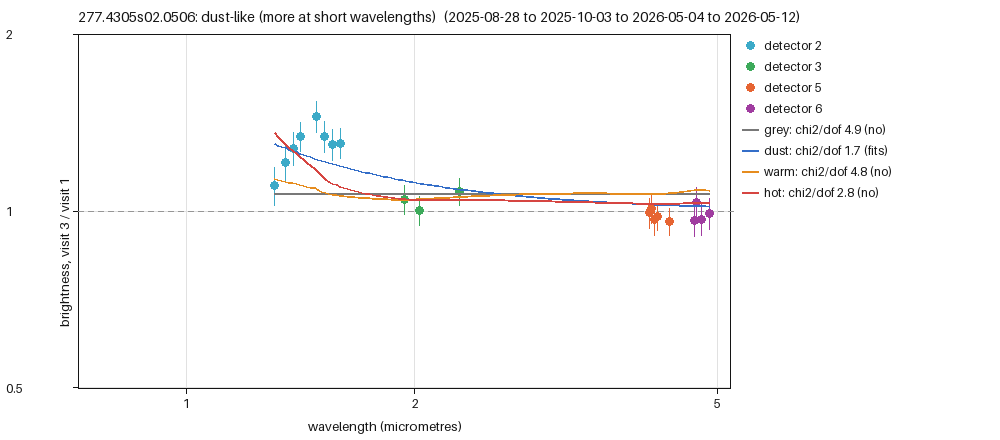 277.4305s02.0506: dust-like (more at short wavelengths)  (2025-08-28 to 2025-10-03 to 2026-05-04 to 2026-05-12)
2
1
0.5
brightness, visit 3 / visit 1
1
2
5
wavelength (micrometres)
detector 2
detector 3
detector 5
detector 6
grey: chi2/dof 4.9 (no)
dust: chi2/dof 1.7 (fits)
warm: chi2/dof 4.8 (no)
hot: chi2/dof 2.8 (no)